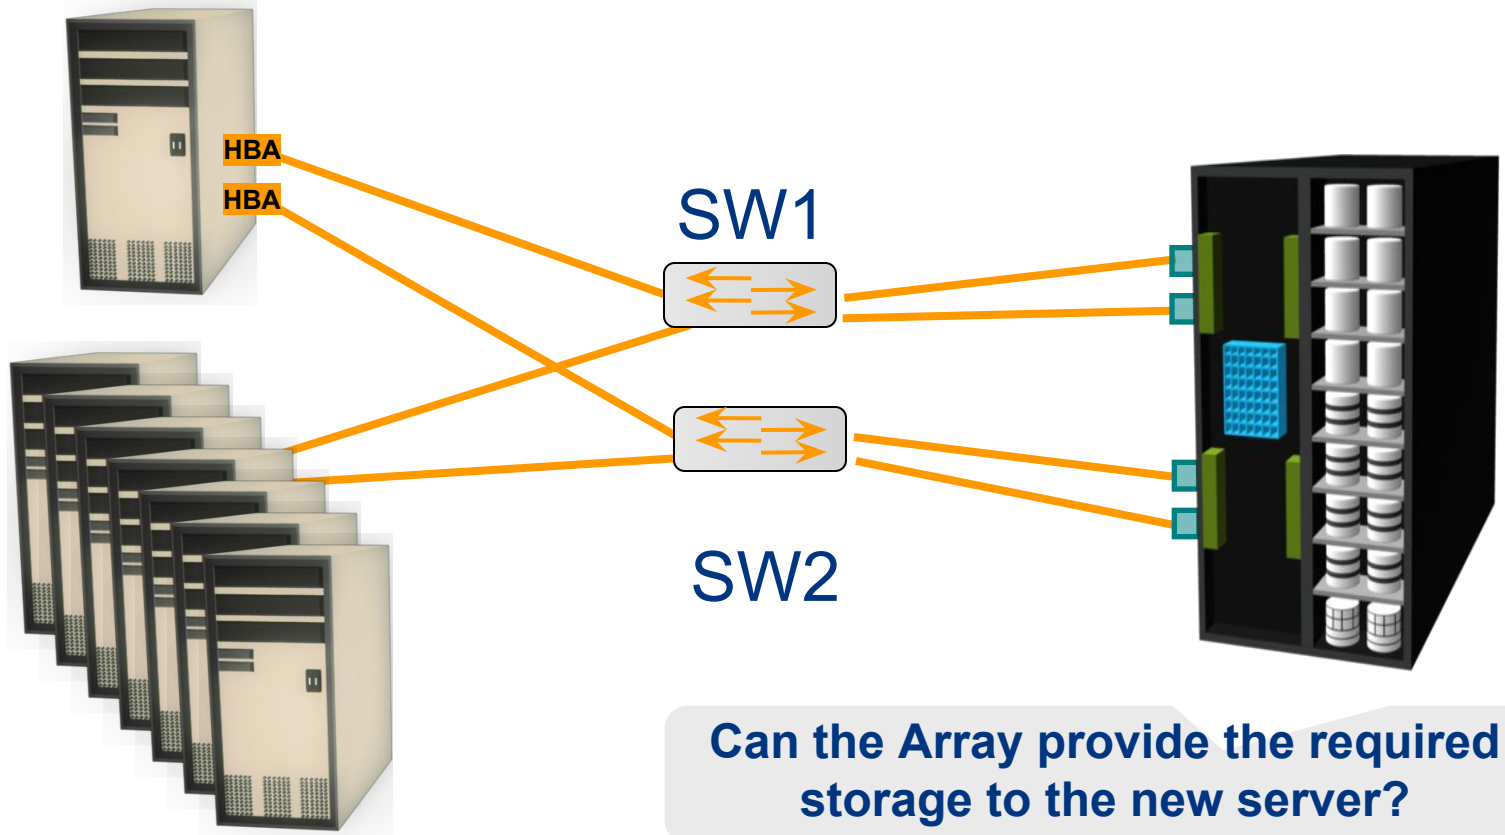 HBA
HBA
SW1
SW2
Can the Array provide the required
storage to the new server?